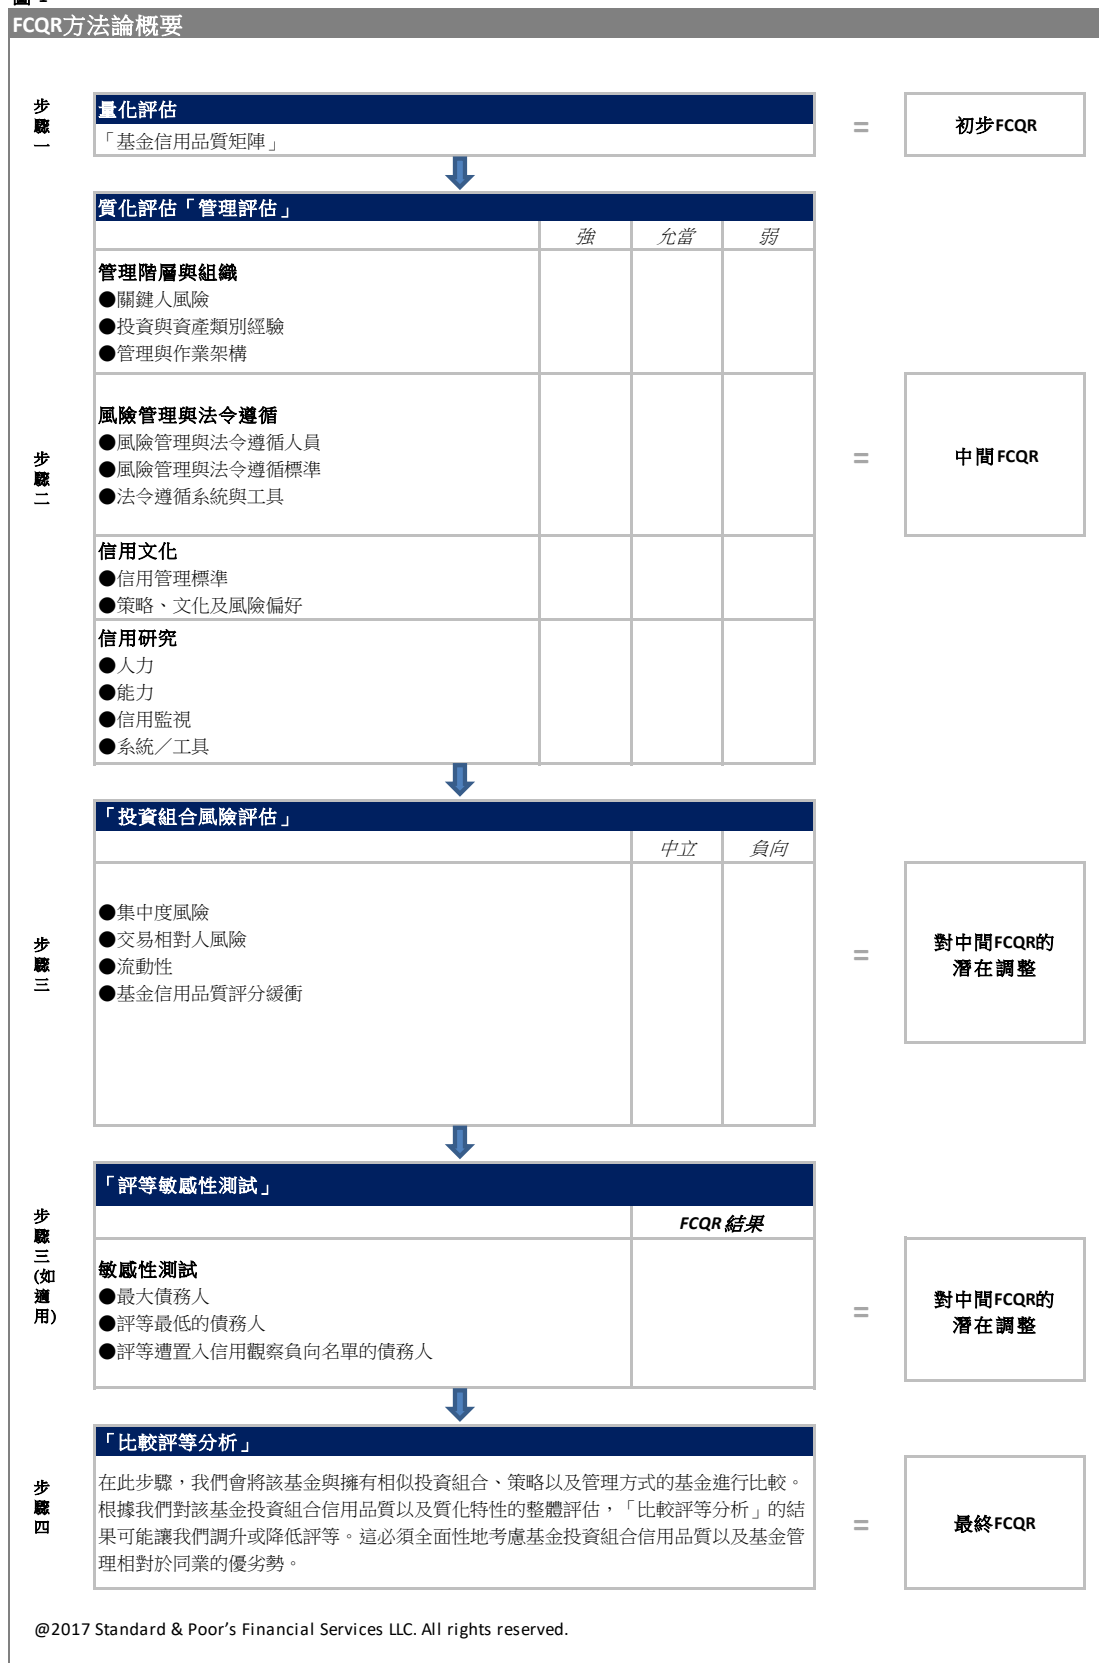 圖 1
FCQR方法論概要
步驟一
量化評估
「基金信用品質矩陣」
=
初步FCQR
質化評估「管理評估」
強 允當 弱
管理階層與組織
●關鍵人風險
●投資與資產類別經驗
●管理與作業架構
步驟二
風險管理與法令遵循
●風險管理與法令遵循人員
●風險管理與法令遵循標準
●法令遵循系統與工具
=
中間FCQR
信用文化
●信用管理標準
●策略、文化及風險偏好
信用研究
●人力
●能力
●信用監視
●系統／工具
「投資組合風險評估」
中立 負向
步驟三
●集中度風險
●交易相對人風險
●流動性
●基金信用品質評分緩衝
=
對中間FCQR的
潛在調整
「評等敏感性測試」
FCQR結果
步驟三(如適用)
敏感性測試
●最大債務人
●評等最低的債務人
●評等遭置入信用觀察負向名單的債務人
=
對中間FCQR的
潛在調整
「比較評等分析」
步驟四
在此步驟，我們會將該基金與擁有相似投資組合、策略以及管理方式的基金進行比較。
根據我們對該基金投資組合信用品質以及質化特性的整體評估，「比較評等分析」的結
果可能讓我們調升或降低評等。這必須全面性地考慮基金投資組合信用品質以及基金管
理相對於同業的優劣勢。
=
最終FCQR
@2017 Standard & Poor’s Financial Services LLC. All rights reserved.